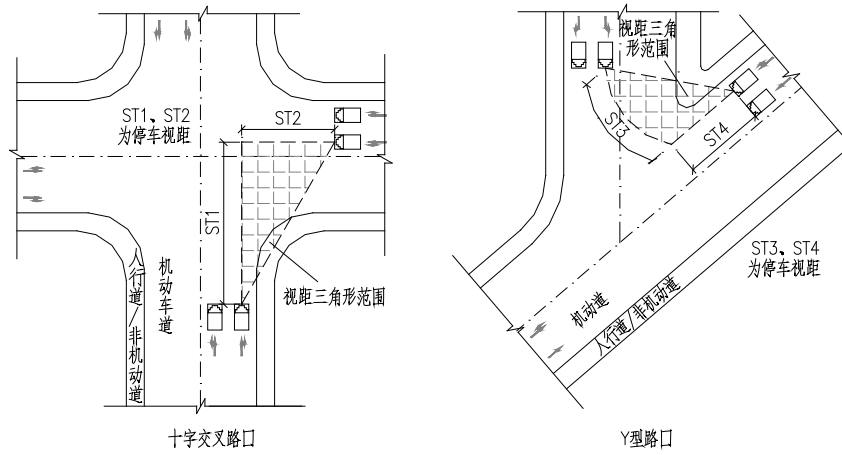 ST1、ST2
为停车视距
ST2
ST1
视距三角形范围
机动车道
人行道/非机动道
十字交叉路口
视距三角
形范围
ST3
ST4
ST3、ST4
为停车视距
机动道
人行道/非机动道
Y型路口